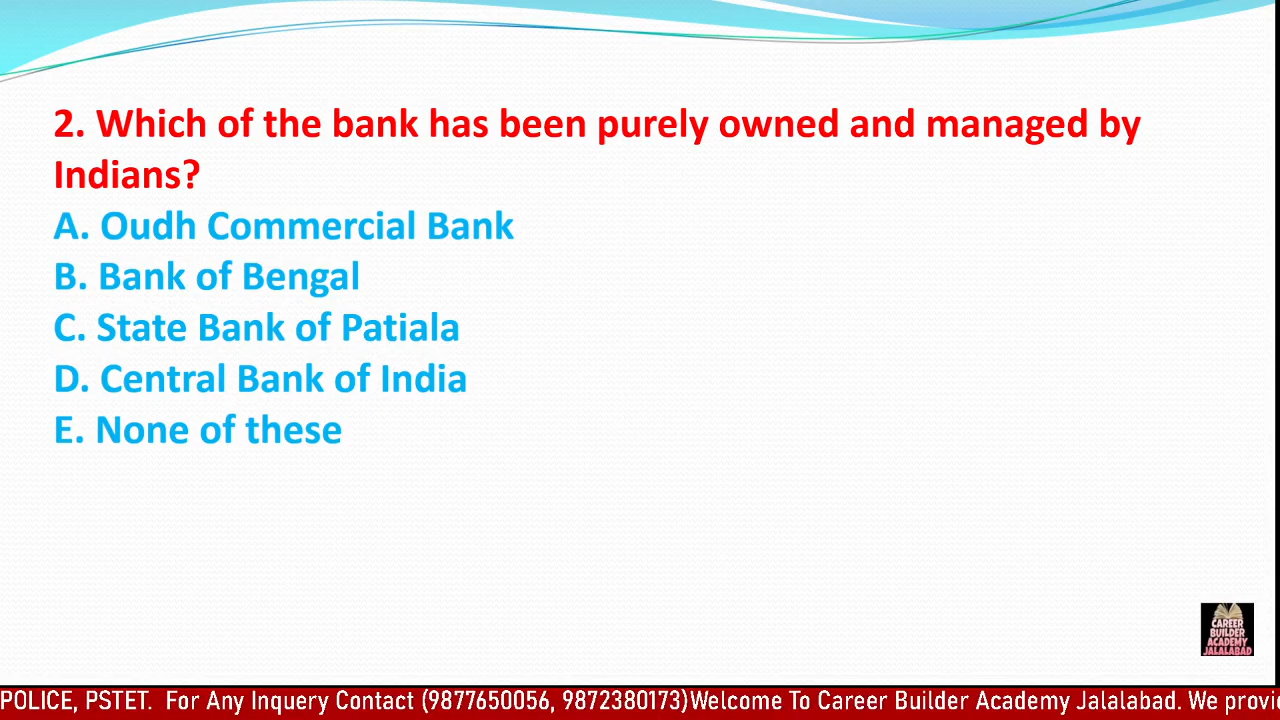 2. Which of the bank has been purely owned and managed by
Indians?
A. Oudh Commercial Bank
B. Bank of Bengal
C. State Bank of Patiala
D. Central Bank of India
E. None of these
CAREER
BUILDER
ACADEMY
JALALABAD
POLICE, PSTET. For Any Inquery Contact (9877650056, 9872380173)Welcome To Career Builder Academy Jalalabad. We provi